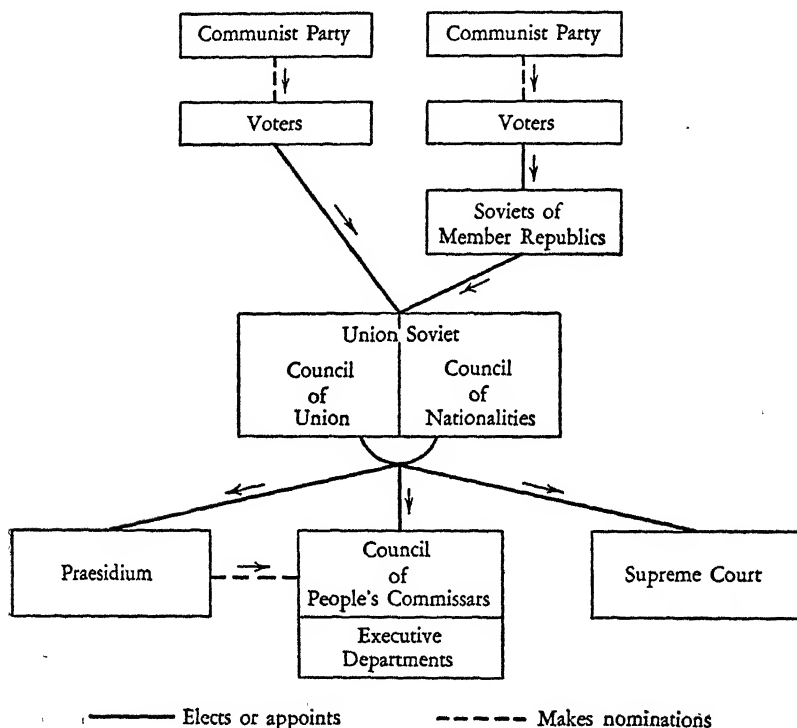 Communist Party
Communist Party
Voters
Voters
Soviets of
Member Republics
Union Soviet
Council
of
Union
Council
of
Nationalities
Praesidium
Council
of
People's Commissars
Executive
Departments
Supreme Court
Elects or appoints
Makes nominations